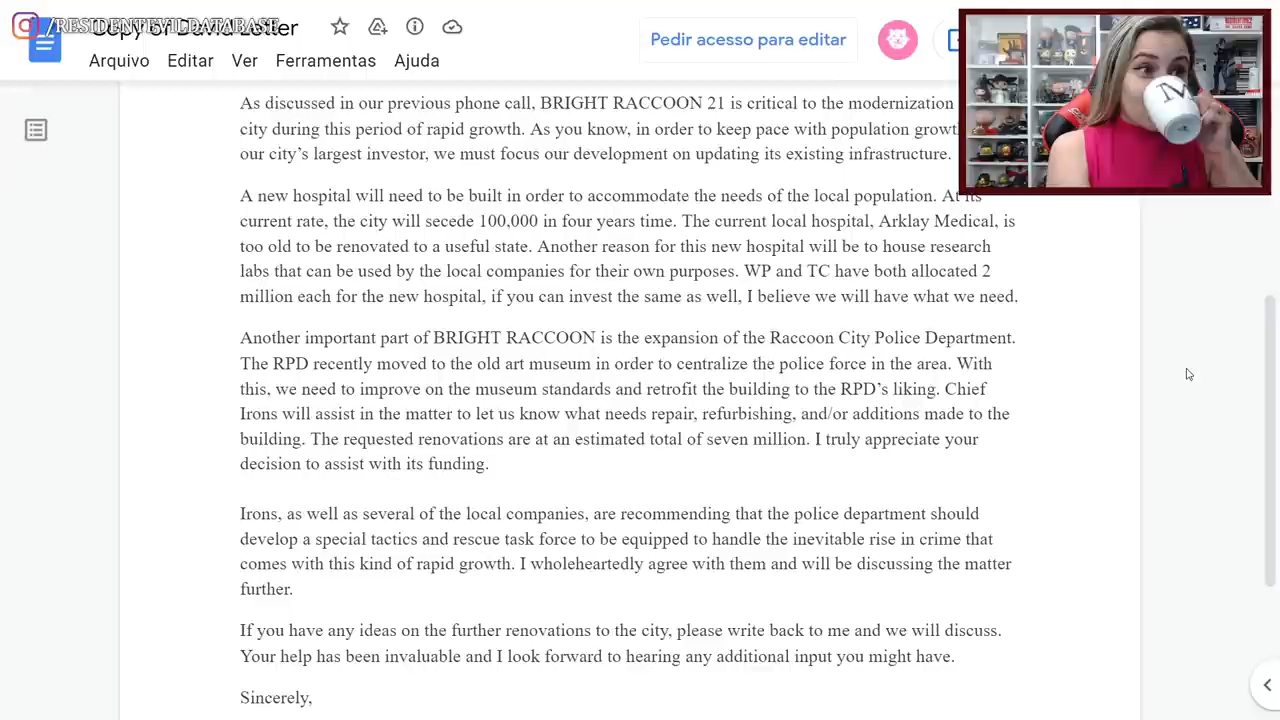 /RESIDENTEVILDATABASE
Copy of David Letter
Pedir acesso para editar
Arquivo Editar Ver Ferramentas Ajuda
As discussed in our previous phone call, BRIGHT RACCOON 21 is critical to the modernization
city during this period of rapid growth. As you know, in order to keep pace with population
our city's largest investor, we must focus our development on updating its existing infrastructure.
A new hospital will need to be built in order to accommodate the needs of the local population. At its
current rate, the city will secede 100,000 in four years time. The current local hospital, Arklay Medical, is
too old to be renovated to a useful state. Another reason for this new hospital will be to house research
labs that can be used by the local companies for their own purposes. WP and TC have both allocated 2
million each for the new hospital, if you can invest the same as well, I believe we will have what we need.
Another important part of BRIGHT RACCOON is the expansion of the Raccoon City Police Department.
The RPD recently moved to the old art museum in order to centralize the police force in the area. With
this, we need to improve on the museum standards and retrofit the building to the RPD's liking. Chief
Irons will assist in the matter to let us know what needs repair, refurbishing, and/or additions made to the
building. The requested renovations are at an estimated total of seven million. I truly appreciate your
decision to assist with its funding.
Irons, as well as several of the local companies, are recommending that the police department should
develop a special tactics and rescue task force to be equipped to handle the inevitable rise in crime that
comes with this kind of rapid growth. I wholeheartedly agree with them and will be discussing the matter
further.
If you have any ideas on the further renovations to the city, please write back to me and we will discuss.
Your help has been invaluable and I look forward to hearing any additional input you might have.
Sincerely,